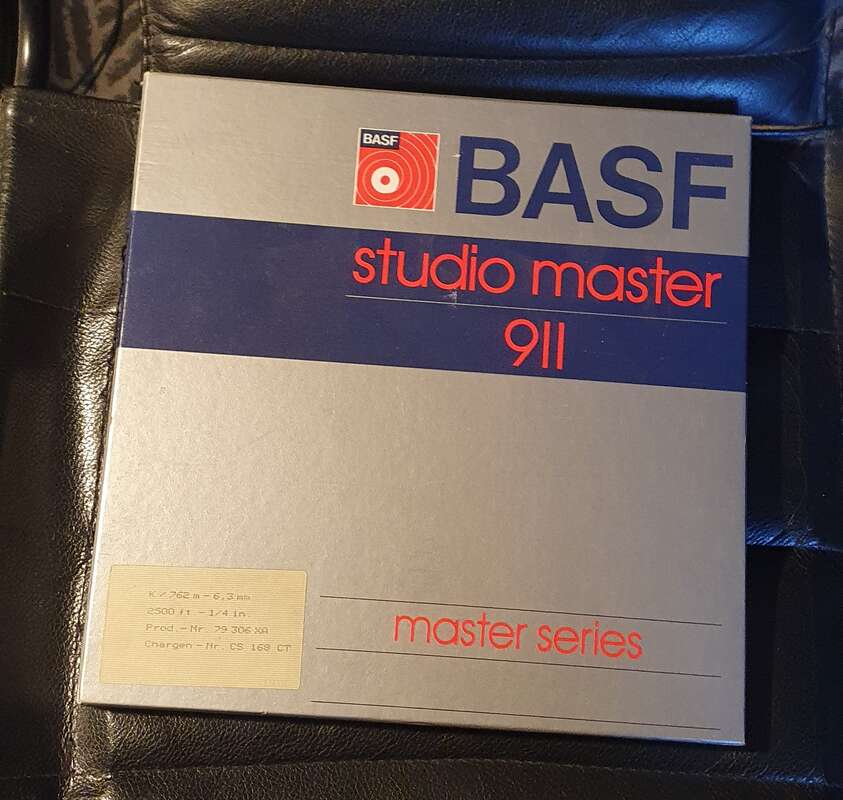 BASF
BASF
studio master
911
K / 762 m - 6,3 mm
2500 ft - 1/4 in.
Prod.-Nr. 79 306 XA
Chargen-Nr. CS 168 CT
master series